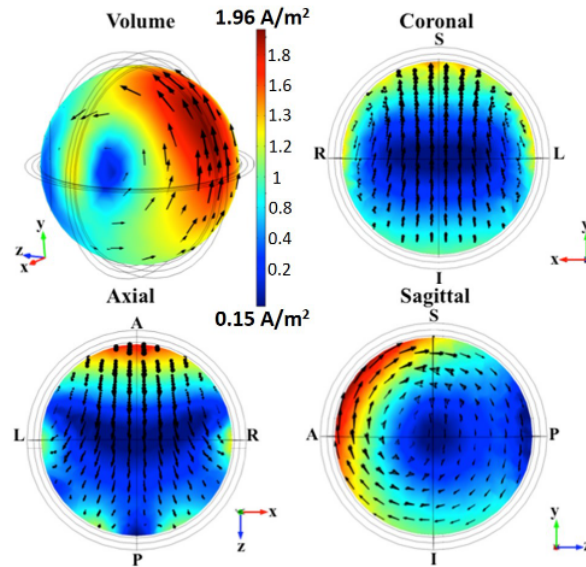 Volume
1.96 A/m²
1.8
1.6
1.3
1.2
1
0.8
0.6
0.4
0.2
0.15 A/m²
y
z
x
Coronal
S
R
L
I
y
x
Axial
A
L
R
P
x
z
Sagittal
S
A
P
I
y
z